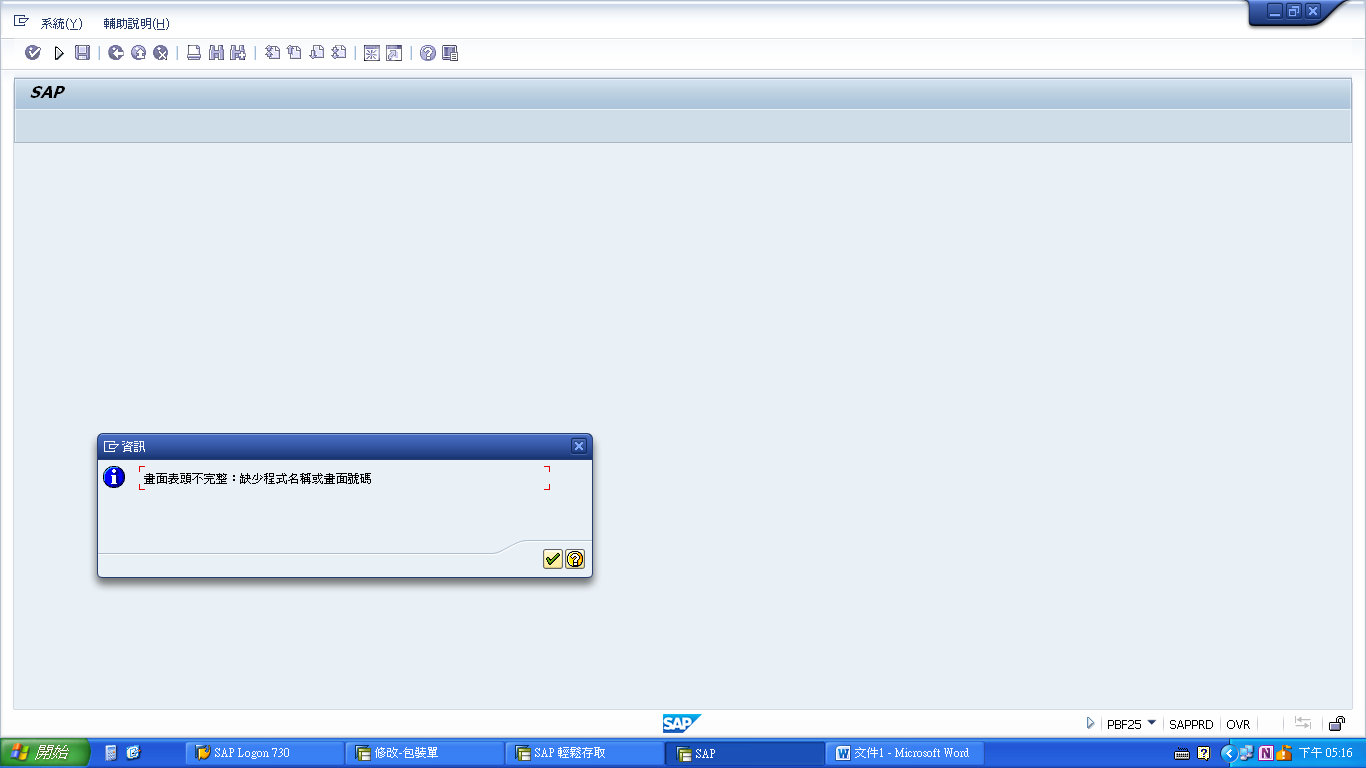 系統(Y) 輔助說明(H)
SAP
資訊
畫面表頭不完整：缺少程式名稱或畫面號碼
SAP
PBF25 SAPPRD OVR
開始 SAP Logon 730 修改-包裝單 SAP 輕鬆存取 SAP 文件1 - Microsoft Word 下午 05:16